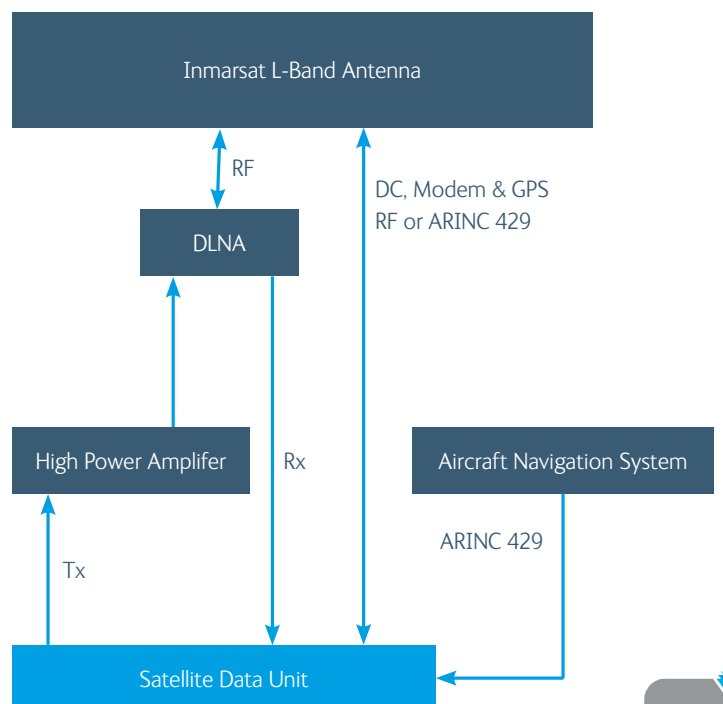 Inmarsat L-Band Antenna
RF
DC, Modem & GPS
RF or ARINC 429
DLNA
High Power Amplifer
Rx
Aircraft Navigation System
ARINC 429
Tx
Satellite Data Unit